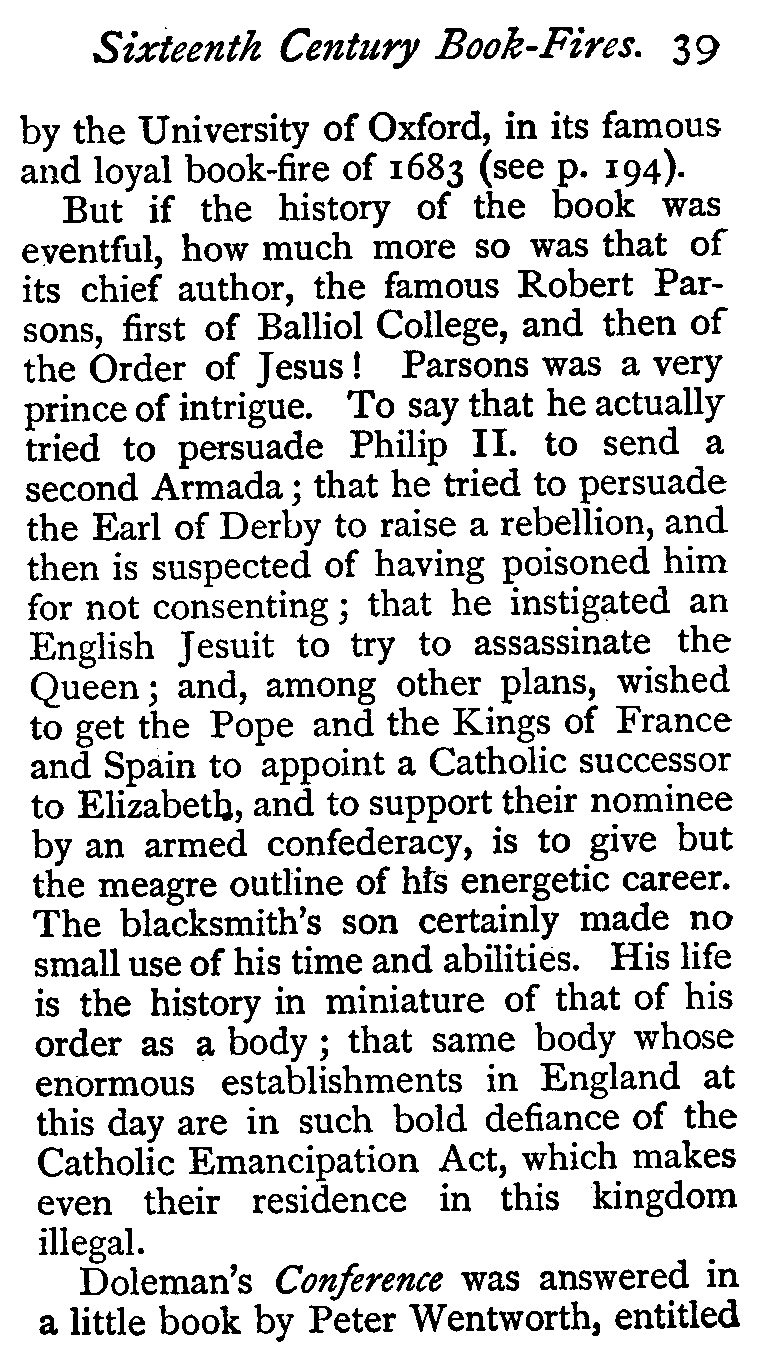 Sixteenth Century Book-Fires. 39
by the University of Oxford, in its famous
and loyal book-fire of 1683 (see p. 194).
But if the history of the book was
eventful, how much more so was that of
its chief author, the famous Robert Par-
sons, first of Balliol College, and then of
the Order of Jesus! Parsons was a very
prince of intrigue. To say that he actually
tried to persuade Philip II. to send a
second Armada; that he tried to persuade
the Earl of Derby to raise a rebellion, and
then is suspected of having poisoned him
for not consenting; that he instigated an
English Jesuit to try to assassinate the
Queen; and, among other plans, wished
to get the Pope and the Kings of France
and Spain to appoint a Catholic successor
to Elizabeth, and to support their nominee
by an armed confederacy, is to give but
the meagre outline of his energetic career.
The blacksmith's son certainly made no
small use of his time and abilities. His life
is the history in miniature of that of his
order as a body; that same body whose
enormous establishments in England at
this day are in such bold defiance of the
Catholic Emancipation Act, which makes
even their residence in this kingdom
illegal.
Doleman's Conference was answered in
a little book by Peter Wentworth, entitled